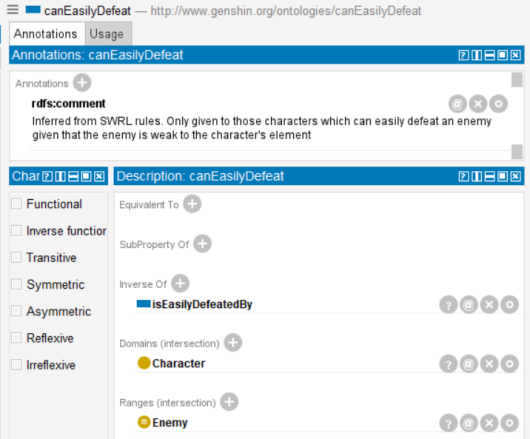 canEasilyDefeat — http://www.genshin.org/ontologies/canEasilyDefeat
Annotations Usage
Annotations: canEasilyDefeat
Annotations
rdfs:comment
Inferred from SWRL rules. Only given to those characters which can easily defeat an enemy
given that the enemy is weak to the character's element
Char
Functional
Inverse function
Transitive
Symmetric
Asymmetric
Reflexive
Irreflexive
Description: canEasilyDefeat
Equivalent To
SubProperty Of
Inverse Of
isEasilyDefeatedBy
Domains (intersection)
Character
Ranges (intersection)
Enemy